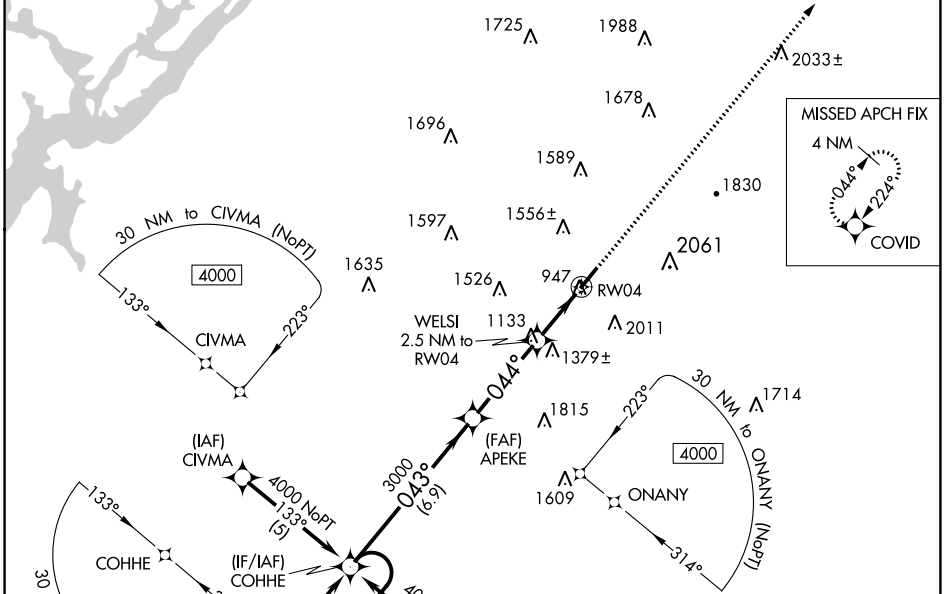 1725
1988
2033±
1678
MISSED APCH FIX
4 NM
044°
224°
COVID
1696
1589
1830
30 NM to CIVMA (NoPT)
4000
133°
223°
CIVMA
1597
1556±
1635
1526
947
RW04
2061
WELSI
2.5 NM to
RW04
1133
2011
1379±
044°
1815
(FAF)
APEKE
30 NM to ONANY (NoPT)
223°
4000
1714
1609
ONANY
314°
(IAF)
CIVMA
4000 NoPT
133°
(5)
3000
043°
(6.9)
133°
COHHE
30
(IF/IAF)
COHHE